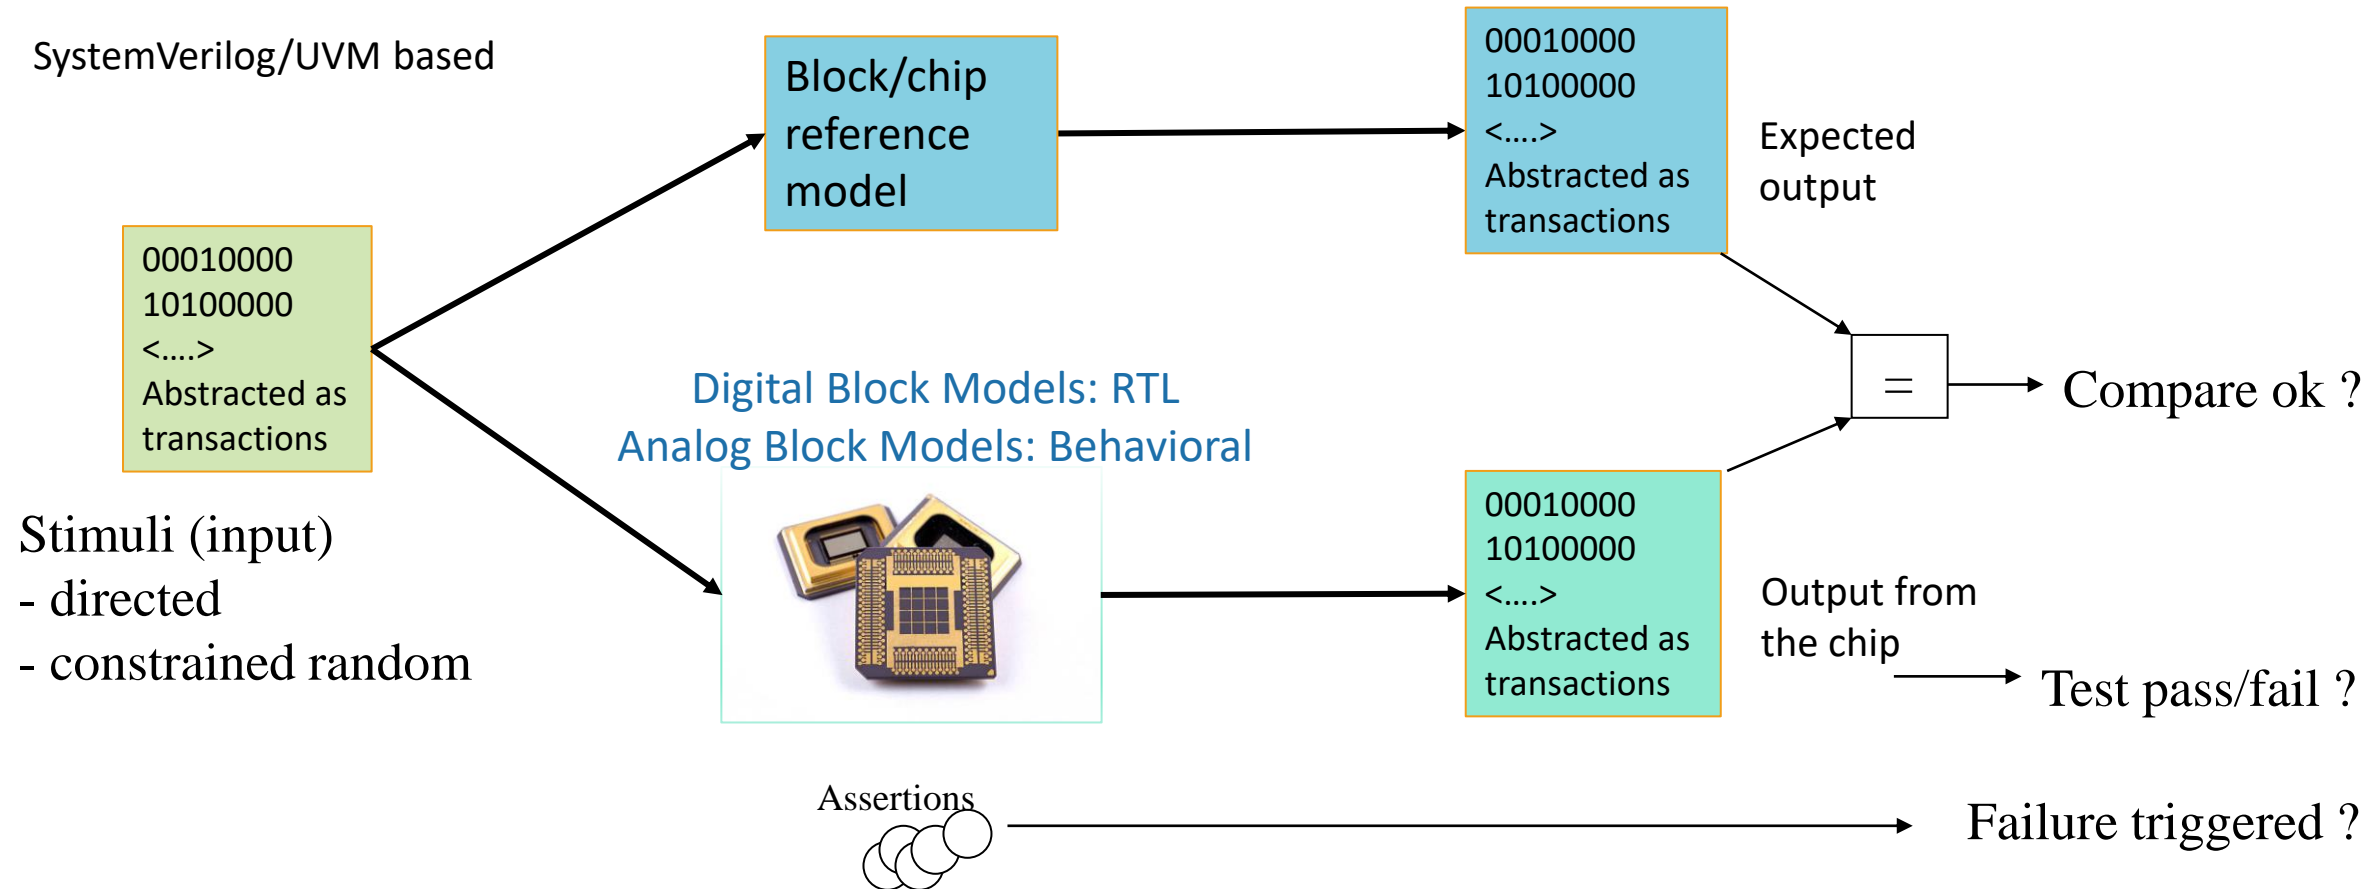 SystemVerilog/UVM based
Block/chip
reference
model
00010000
10100000
<....>
Abstracted as
transactions
Expected
output
00010000
10100000
<....>
Abstracted as
transactions
=
Compare ok ?
Digital Block Models: RTL
Analog Block Models: Behavioral
Stimuli (input)
- directed
- constrained random
00010000
10100000
<....>
Abstracted as
transactions
Output from
the chip
Test pass/fail ?
Assertions
Failure triggered ?